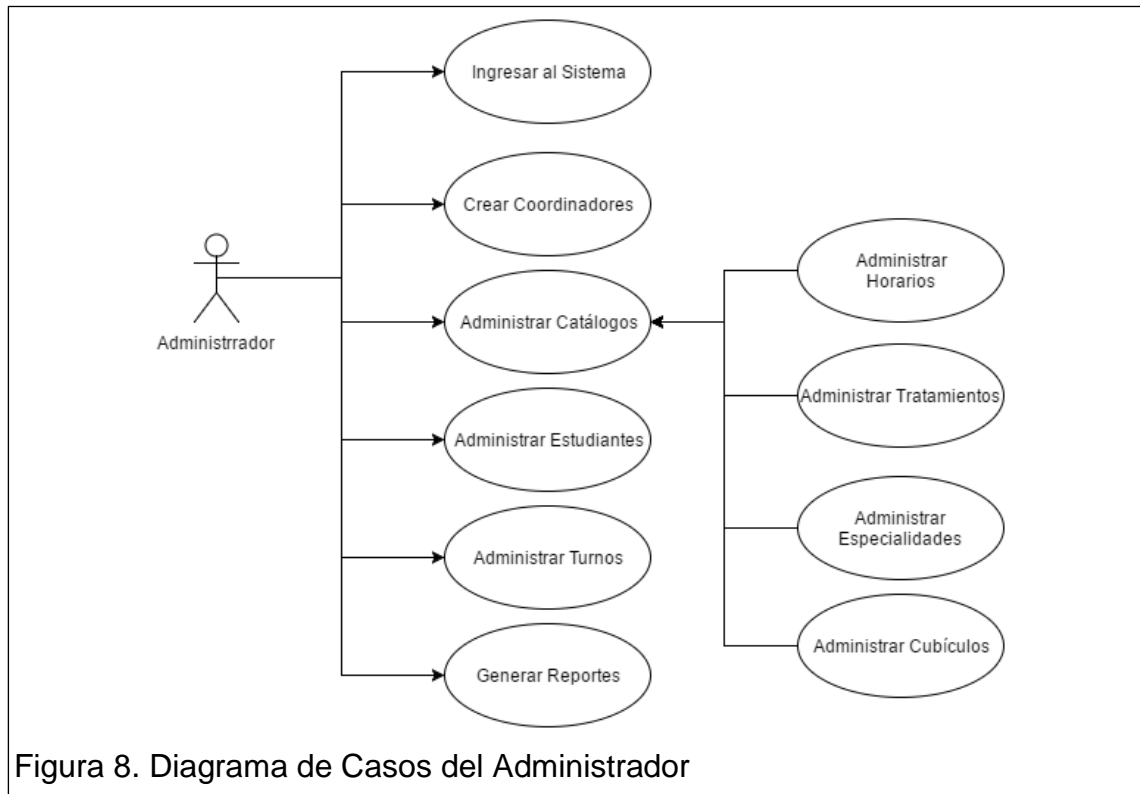 Ingresar al Sistema
Crear Coordinadores
Administrrador
Administrar Catálogos
Administrar Estudiantes
Administrar Turnos
Generar Reportes
Administrar
Horarios
Administrar Tratamientos
Administrar
Especialidades
Administrar Cubículos
Figura 8. Diagrama de Casos del Administrador